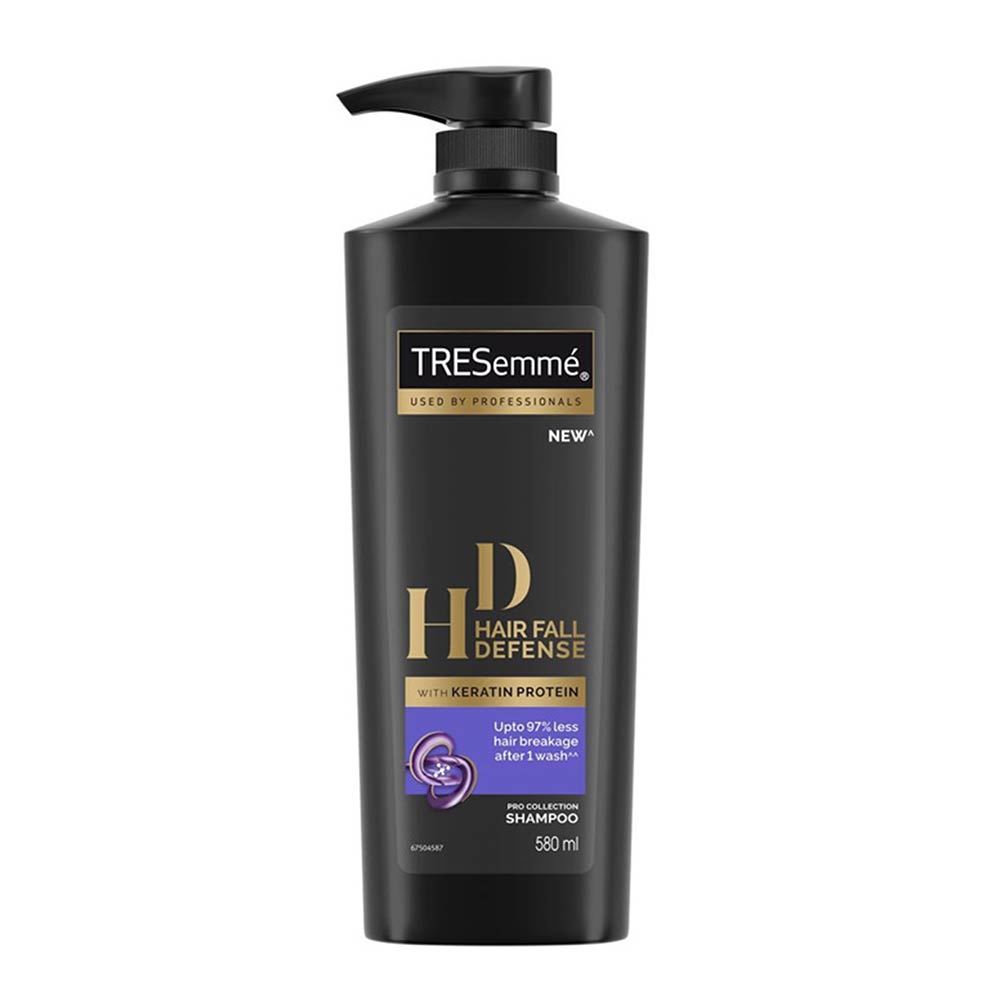 TRESemmé®
USED BY PROFESSIONALS
NEW^
HD
HAIR FALL
DEFENSE
WITH KERATIN PROTEIN
Upto 97% less
hair breakage
after 1 wash^^
PRO COLLECTION
SHAMPOO
580 ml
67504587